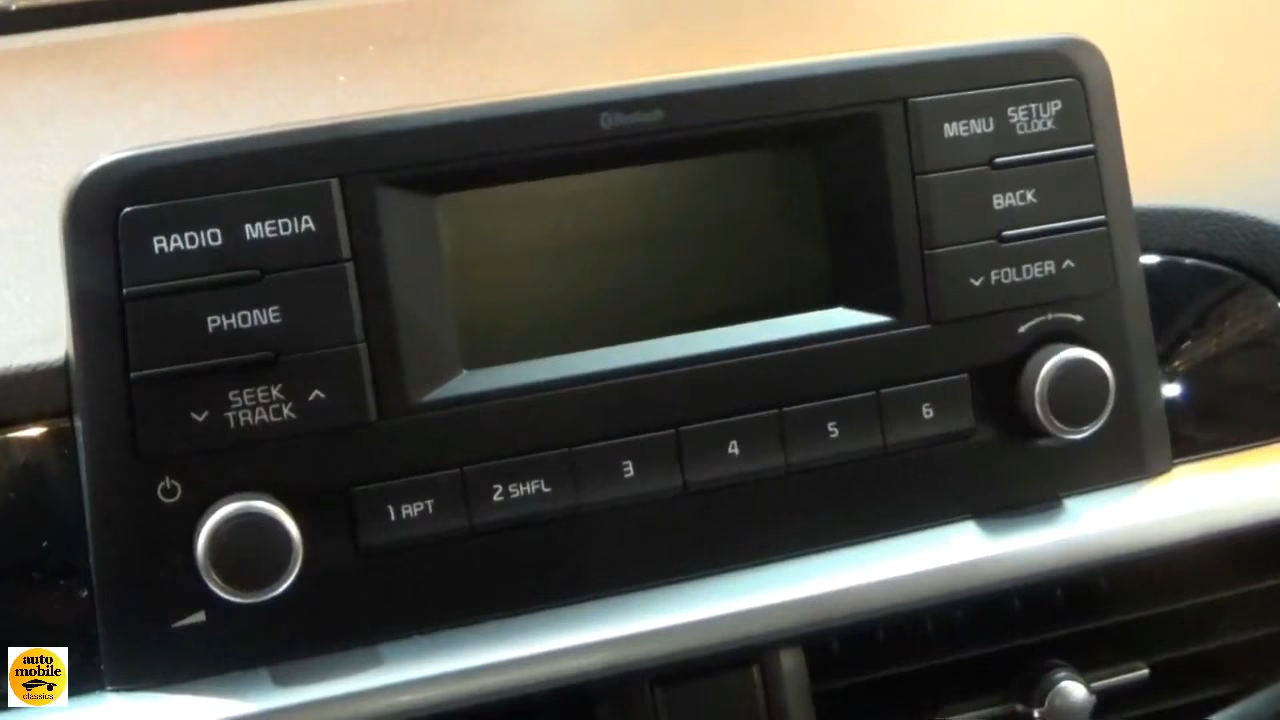 Bluetooth
RADIO MEDIA
PHONE
SEEK
TRACK
MENU SETUP
CLOCK
BACK
FOLDER
1 RPT
2 SHFL
3
4
5
6
auto
mobile
classics